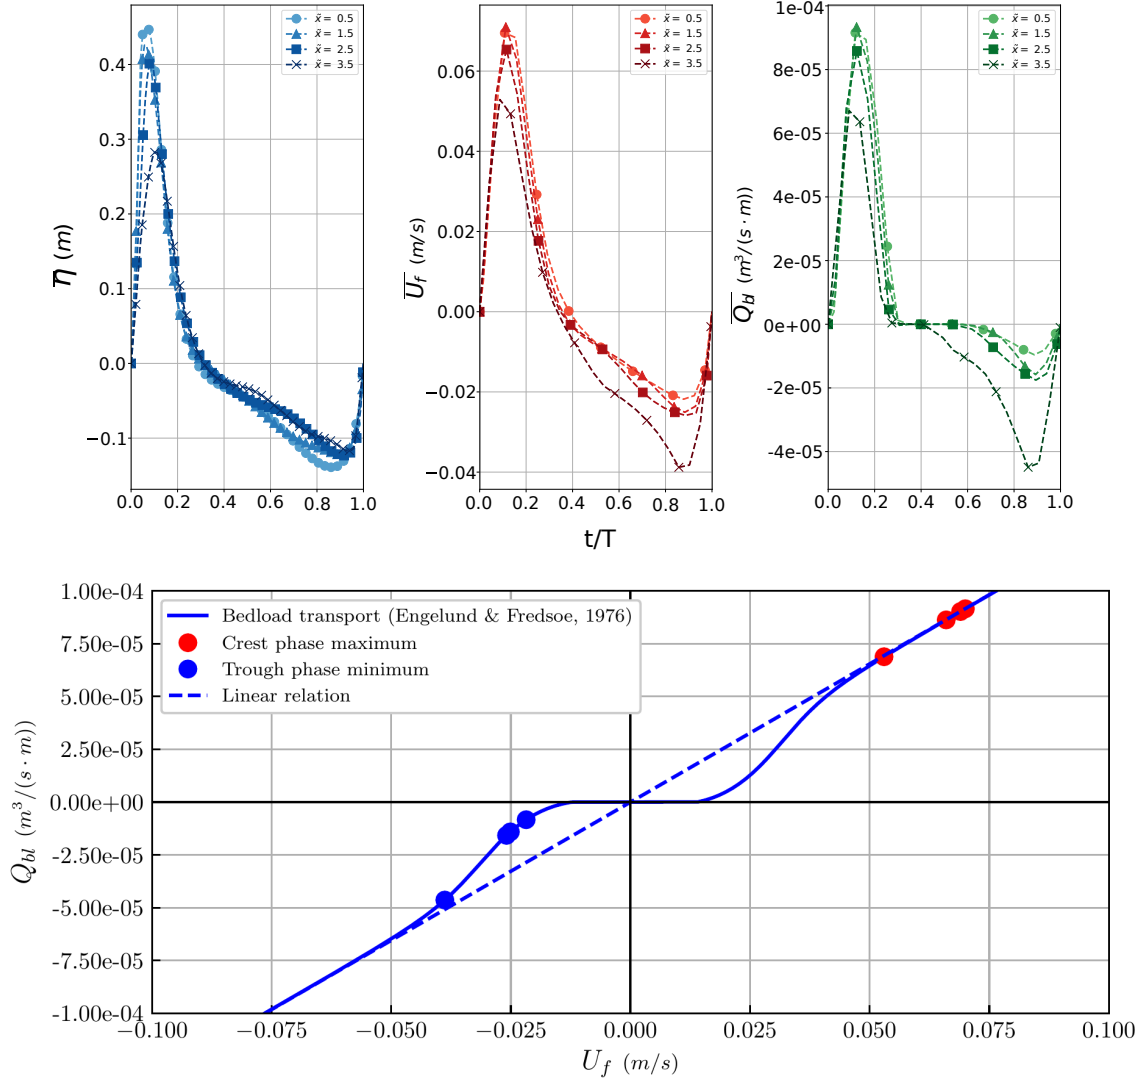 η̅ (m)
0.4
0.3
0.2
0.1
0.0
−0.1
0.0 0.2 0.4 0.6 0.8 1.0
x̃ = 0.5
x̃ = 1.5
x̃ = 2.5
x̃ = 3.5
U̅f (m/s)
0.06
0.04
0.02
0.00
−0.02
−0.04
0.0 0.2 0.4 0.6 0.8 1.0
x̃ = 0.5
x̃ = 1.5
x̃ = 2.5
x̃ = 3.5
Q̅bl (m³/(s · m))
1e-04
8e-05
6e-05
4e-05
2e-05
0e+00
-2e-05
-4e-05
0.0 0.2 0.4 0.6 0.8 1.0
x̃ = 0.5
x̃ = 1.5
x̃ = 2.5
x̃ = 3.5
t/T
Qbl (m³/(s · m))
1.00e-04
7.50e-05
5.00e-05
2.50e-05
0.00e+00
-2.50e-05
-5.00e-05
-7.50e-05
-1.00e-04
Bedload transport (Engelund & Fredsoe, 1976)
Crest phase maximum
Trough phase minimum
Linear relation
−0.100 −0.075 −0.050 −0.025 0.000 0.025 0.050 0.075 0.100
Uf (m/s)